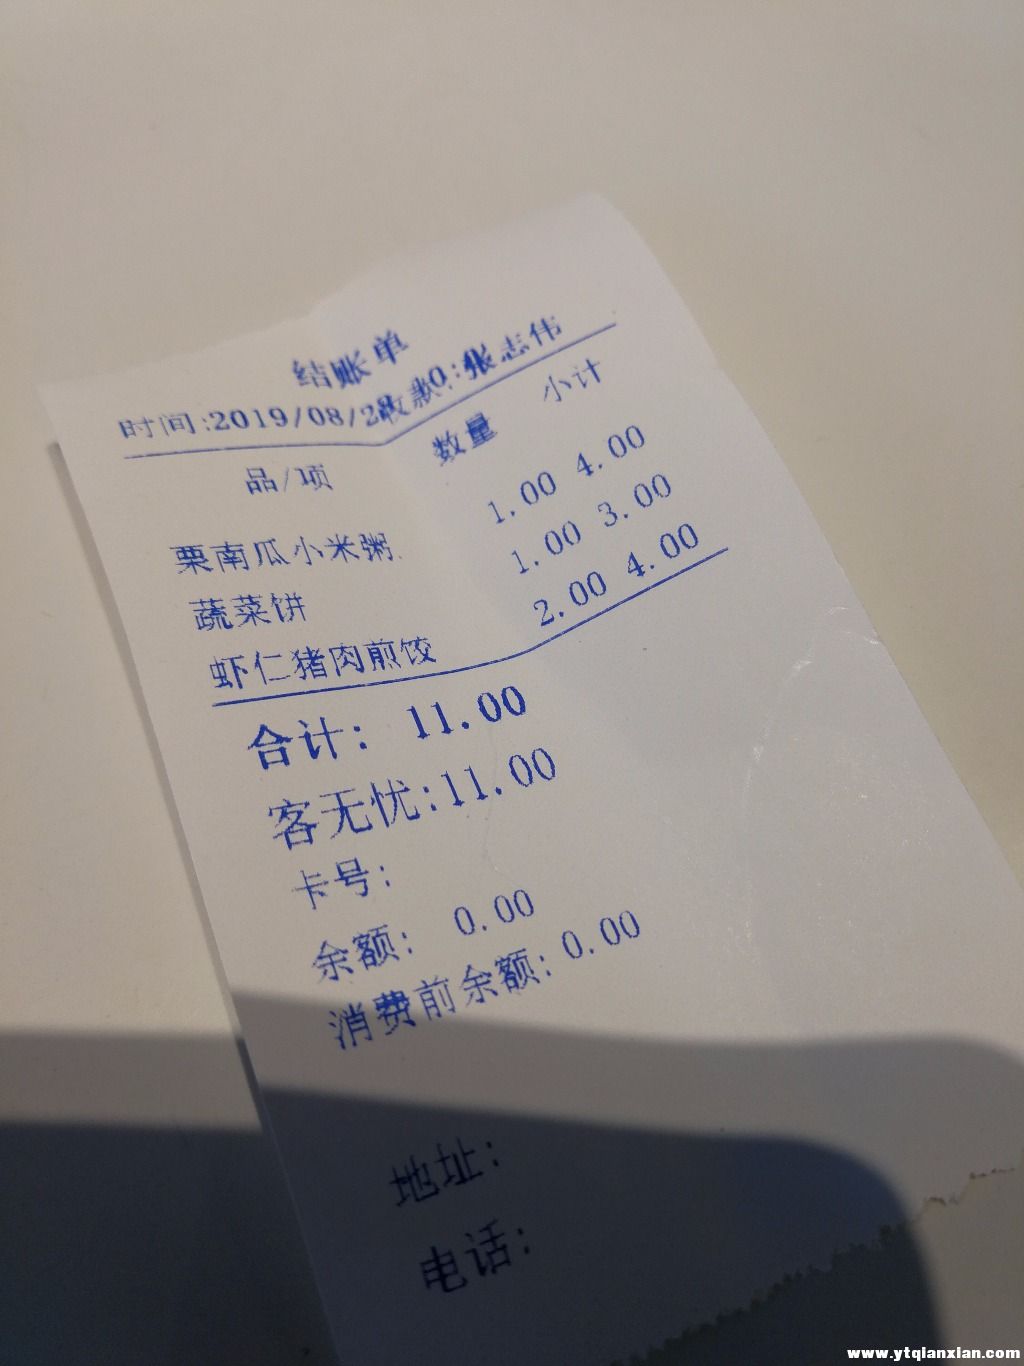 结账单
时间:2019/08/2 收款 :张志伟
品/项 数量 小计
栗南瓜小米粥 1.00 4.00
蔬菜饼 1.00 3.00
虾仁猪肉煎饺 2.00 4.00
合计: 11.00
客无忧:11.00
卡号:
余额: 0.00
消费前余额:0.00
地址:
电话:
www.ytqlanxlan.com